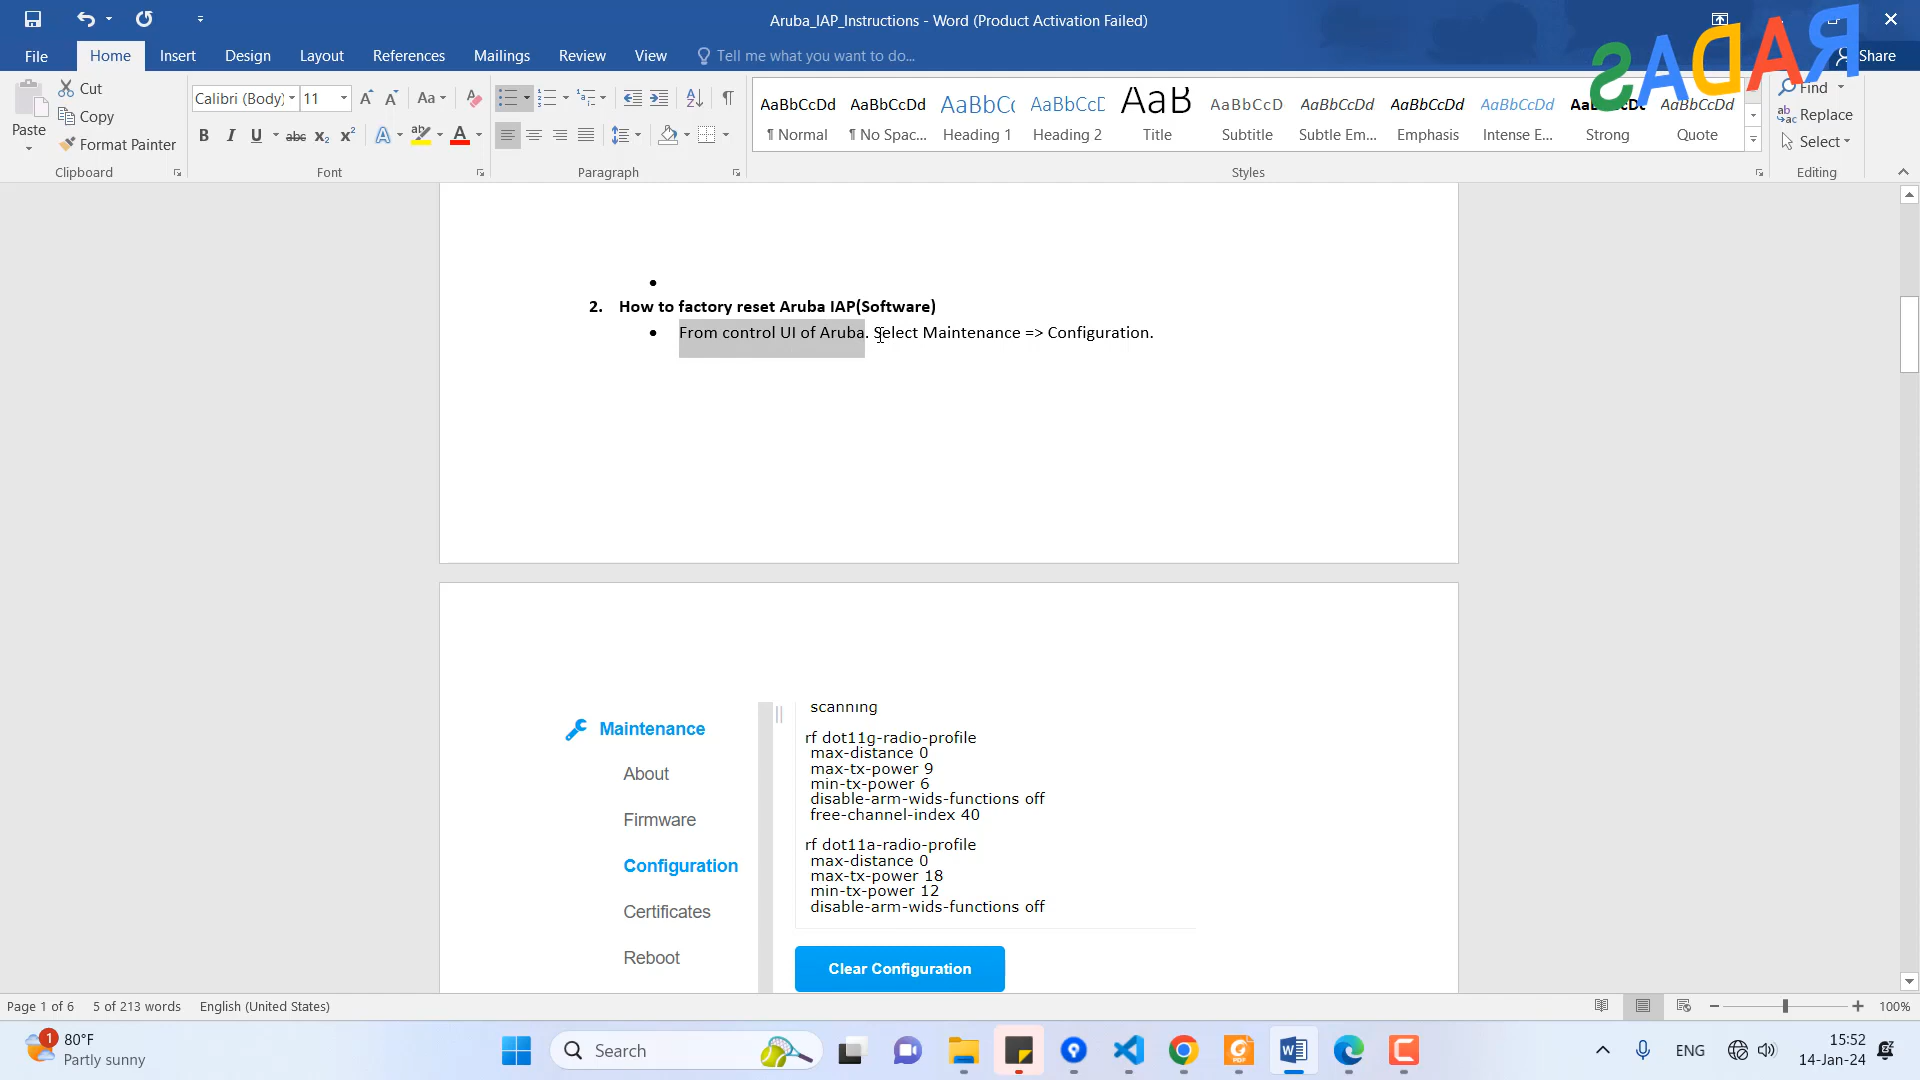 Aruba_IAP_Instructions - Word (Product Activation Failed)
File Home Insert Design Layout References Mailings Review View Tell me what you want to do... Share
SADAR
Paste
Cut
Copy
Format Painter
Clipboard
Calibri (Body) 11
Font
Paragraph
AaBbCcDd AaBbCcDd AaBbC AaBbCcD AaB AaBbCcD AaBbCcDd AaBbCcDd AaBbCcDd AaBbCcDd AaBbCcDd
¶ Normal ¶ No Spac... Heading 1 Heading 2 Title Subtitle Subtle Em... Emphasis Intense E... Strong Quote
Styles
Find
Replace
Select
Editing
2. How to factory reset Aruba IAP(Software)
• From control UI of Aruba. Select Maintenance => Configuration.
Maintenance
About
Firmware
Configuration
Certificates
Reboot
scanning
rf dot11g-radio-profile
max-distance 0
max-tx-power 9
min-tx-power 6
disable-arm-wids-functions off
free-channel-index 40
rf dot11a-radio-profile
max-distance 0
max-tx-power 18
min-tx-power 12
disable-arm-wids-functions off
Clear Configuration
Page 1 of 6 5 of 213 words English (United States) 100%
80°F
Partly sunny
1
Search
ENG
15:52
14-Jan-24